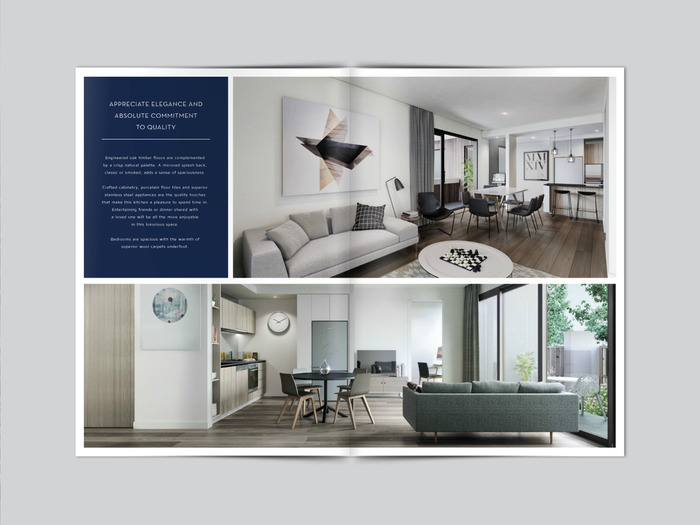 APPRECIATE ELEGANCE AND
ABSOLUTE COMMITMENT
TO QUALITY
Engineered oak timber floors are complemented
by a crisp natural palette. A mirrored splash back,
classic or smoked, adds a sense of spaciousness.
Crafted cabinetry, porcelain floor tiles and superior
stainless steel appliances are the quality touches
that make this kitchen a pleasure to spend time in.
Entertaining friends or dinner shared with
a loved one will be all the more enjoyable
in this luxurious space.
Bedrooms are spacious with the warmth of
superior wool carpets underfoot.